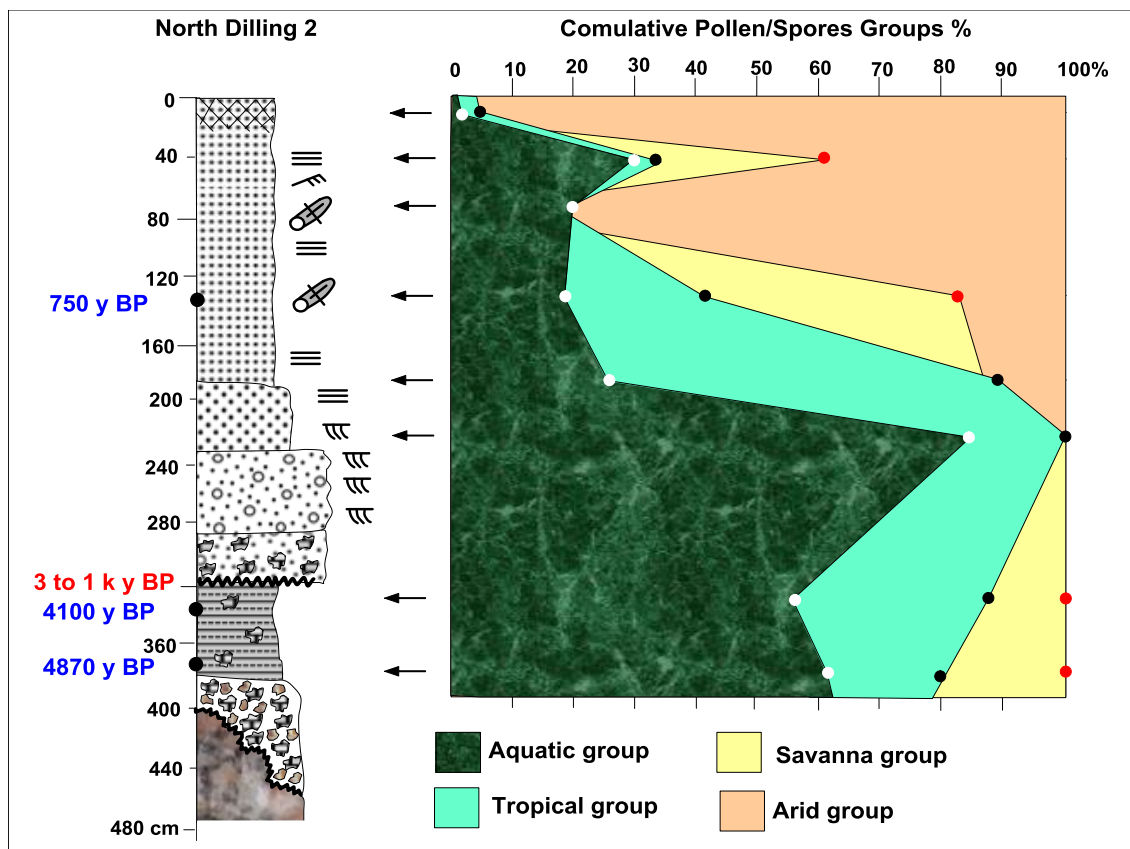 North Dilling 2
Comulative Pollen/Spores Groups %
0 10 20 30 40 50 60 70 80 90 100%
0
40
80
120
750 y BP
160
200
240
280
3 to 1 k y BP
4100 y BP
360
4870 y BP
400
440
480 cm
Aquatic group
Savanna group
Tropical group
Arid group